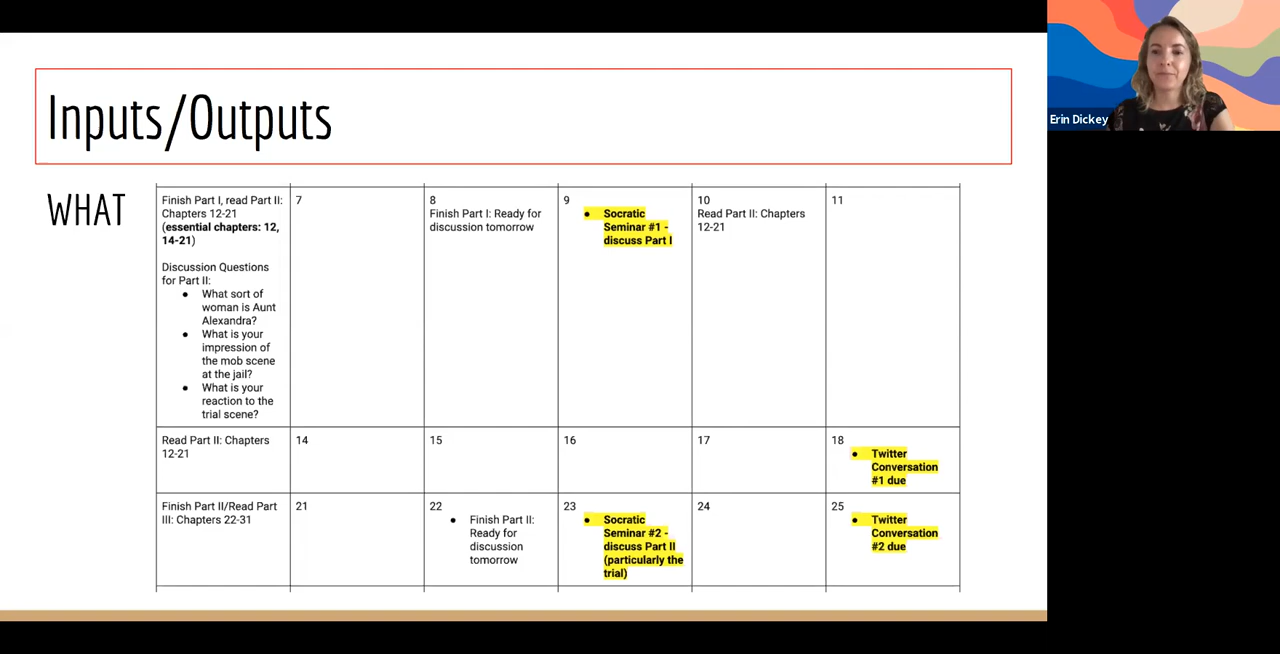 Inputs/Outputs
Erin Dickey
WHAT
Finish Part I, read Part II:
Chapters 12-21
(essential chapters: 12,
14-21)
Discussion Questions
for Part II:
● What sort of
woman is Aunt
Alexandra?
● What is your
impression of
the mob scene
at the jail?
● What is your
reaction to the
trial scene?
7
8
Finish Part I: Ready for
discussion tomorrow
9
● Socratic
Seminar #1 -
discuss Part I
10
Read Part II: Chapters
12-21
11
Read Part II: Chapters
12-21
14
15
16
17
18
● Twitter
Conversation
#1 due
Finish Part II/Read Part
III: Chapters 22-31
21
22
● Finish Part II:
Ready for
discussion
tomorrow
23
● Socratic
Seminar #2 -
discuss Part II
(particularly the
trial)
24
25
● Twitter
Conversation
#2 due